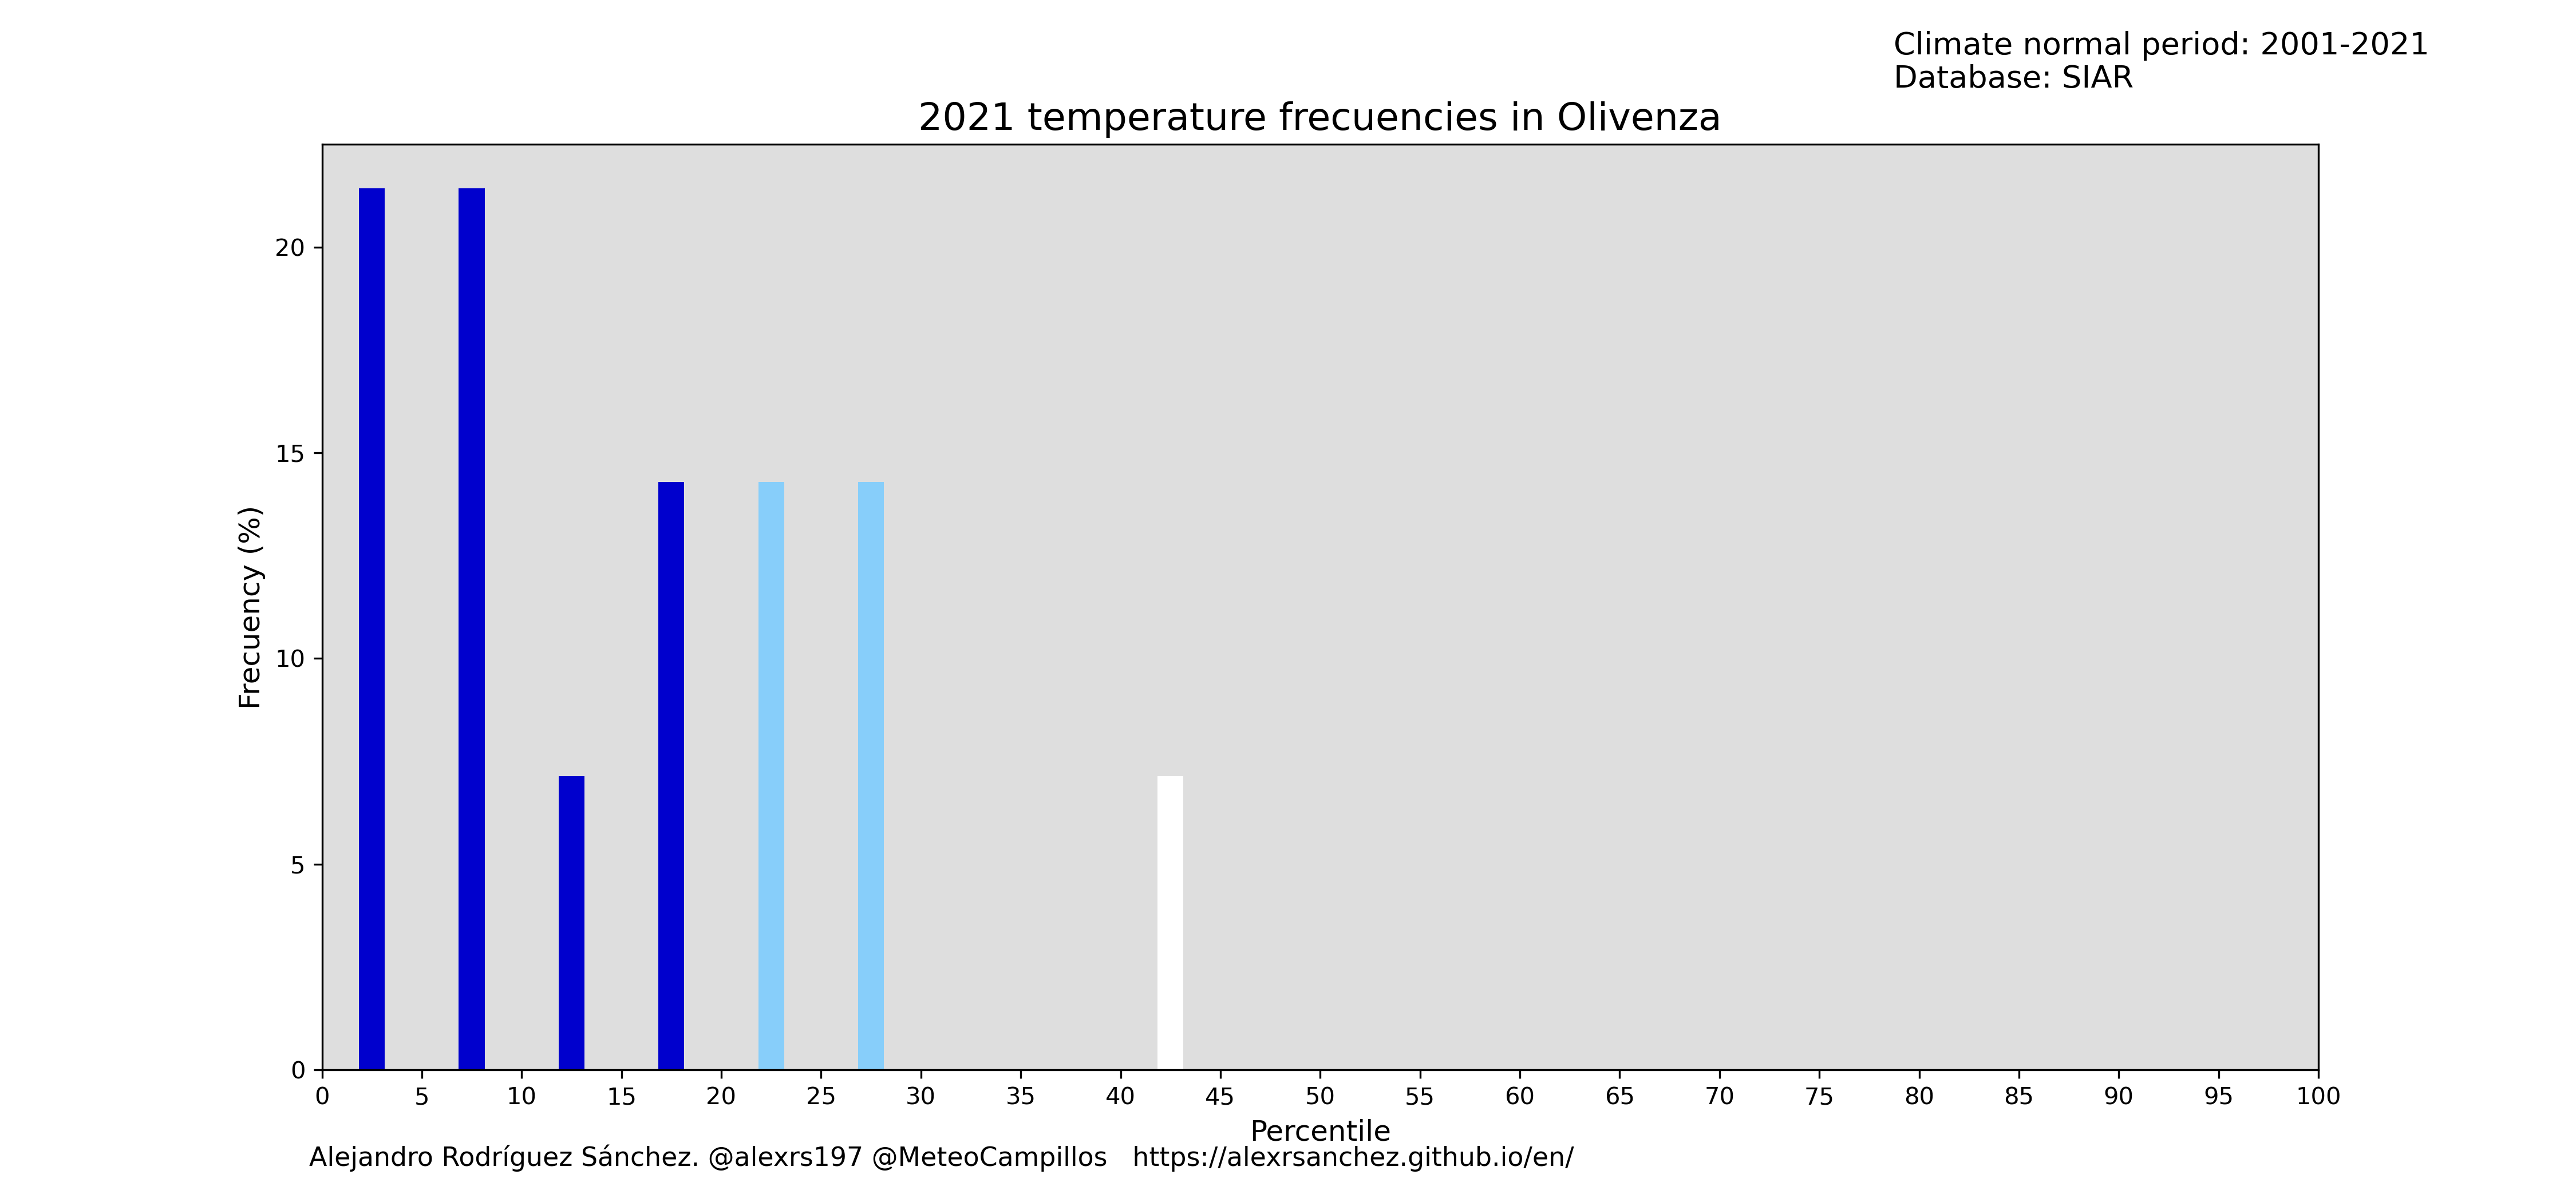 Climate normal period: 2001-2021
Database: SIAR
2021 temperature frecuencies in Olivenza
20
15
10
5
0
Frecuency (%)
0 5 10 15 20 25 30 35 40 45 50 55 60 65 70 75 80 85 90 95 100
Percentile
Alejandro Rodríguez Sánchez. @alexrs197 @MeteoCampillos https://alexrsanchez.github.io/en/